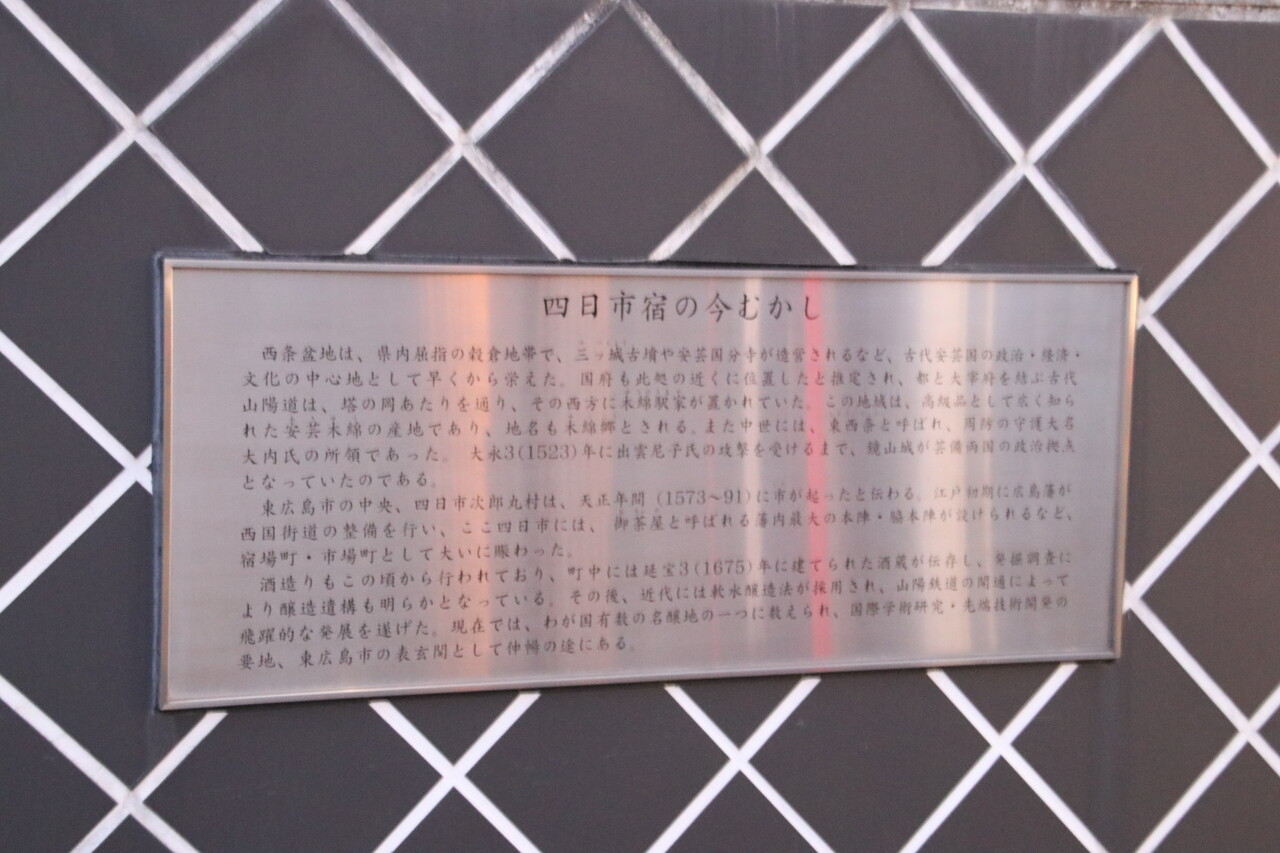 四日市宿の今むかし
西条盆地は、県内屈指の穀倉地帯で、三ッ城古墳や安芸国分寺が造営されるなど、古代安芸国の政治・経済・
文化の中心地として早くから栄えた。国府も此処の近くに位置したと推定され、都と大宰府を結ぶ古代
山陽道は、塔の岡あたりを通り、その西方に木綿駅家が置かれていた。この地域は、高級品として広く知ら
れた安芸木綿の産地であり、地名も木綿郷とされる。また中世には、東西条と呼ばれ、周防の守護大名
大内氏の所領であった。 大永3(1523)年に出雲尼子氏の攻撃を受けるまで、鏡山城が芸備両国の政治拠点
となっていたのである。
東広島市の中央、四日市次郎丸村は、天正年間 (1573～91)に市が起ったと伝わる。江戸初期に広島藩が
西国街道の整備を行い、ここ四日市には、御茶屋と呼ばれる藩内最大の本陣・脇本陣が設けられるなど、
宿場町・市場町として大いに賑わった。
酒造りもこの頃から行われており、町中には延宝3(1675)年に建てられた酒蔵が伝存し、発掘調査に
より醸造遺構も明らかとなっている。その後、近代には軟水醸造法が採用され、山陽鉄道の開通によって
飛躍的な発展を遂げた。現在では、わが国有数の名醸地の一つに数えられ、国際学術研究・先端技術開発の
要地、東広島市の表玄関として伸暢の途にある。